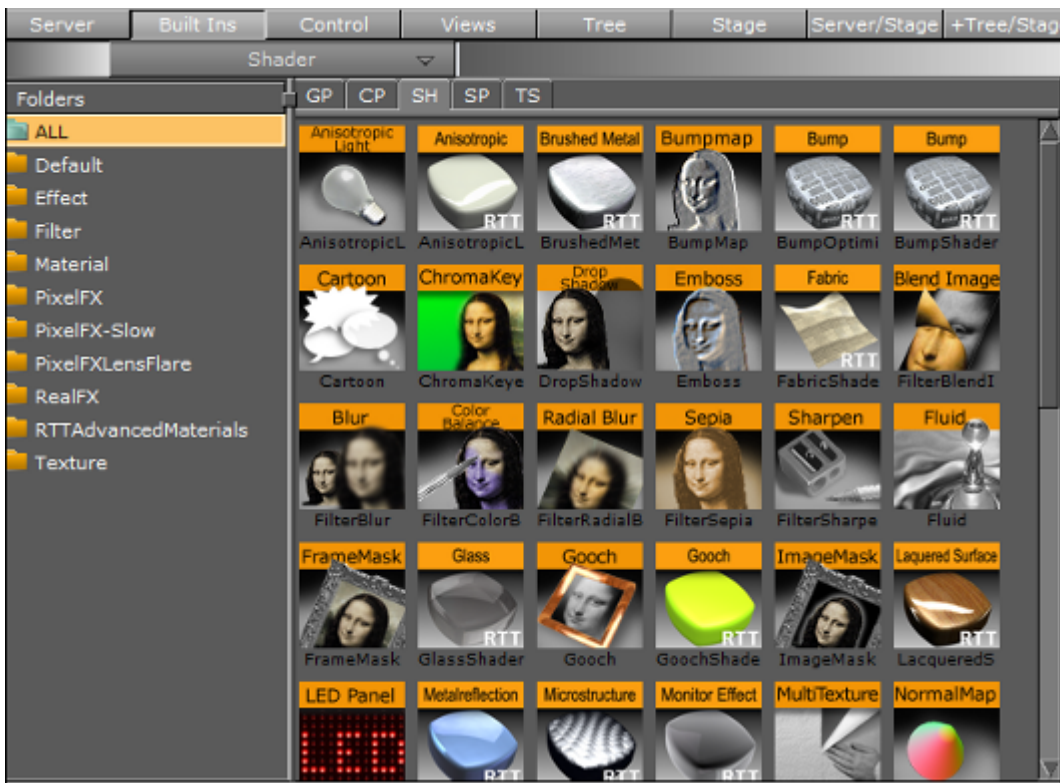 Server Built Ins Control Views Tree Stage Server/Stage +Tree/Stag
Shader
Folders
GP CP SH SP TS
ALL
Default
Effect
Filter
Material
PixelFX
PixelFX-Slow
PixelFXLensFlare
RealFX
RTTAdvancedMaterials
Texture
Anisotropic Light
Anisotropic
Brushed Metal
Bumpmap
Bump
Bump
RTT RTT RTT RTT
AnisotropicL AnisotropicL BrushedMet BumpMap BumpOptimi BumpShader
Cartoon
ChromaKey
Drop Shadow
Emboss
Fabric
Blend Image
RTT
Cartoon ChromaKeye DropShadow Emboss FabricShade FilterBlendI
Blur
Color Balance
Radial Blur
Sepia
Sharpen
Fluid
FilterBlur FilterColorB FilterRadialB FilterSepia FilterSharpe Fluid
FrameMask
Glass
Gooch
Gooch
ImageMask
Laquered Surface
RTT RTT RTT
FrameMask GlassShader Gooch GoochShade ImageMask LacqueredS
LED Panel
Metalreflection
Microstructure
Monitor Effect
MultiTexture
NormalMap
LED
RTT RTT RTT